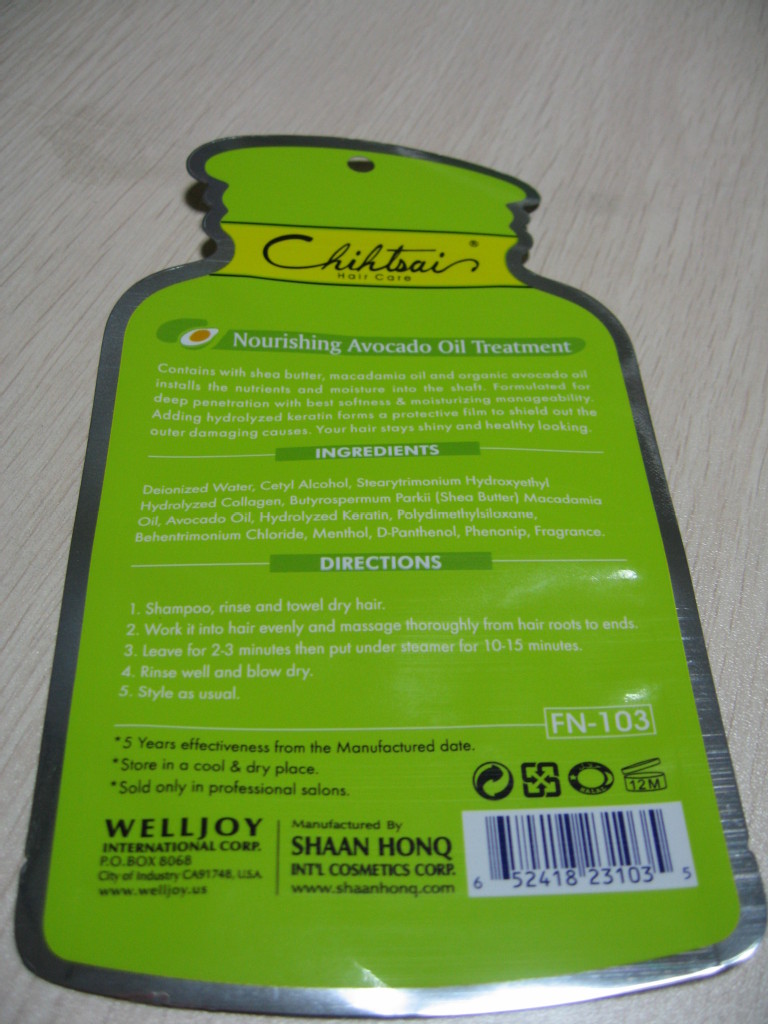 Chihtsai ®
Hair Care
Nourishing Avocado Oil Treatment
Contains with shea butter, macadamia oil and organic avocado oil
installs the nutrients and moisture into the shaft. Formulated for
deep penetration with best softness & moisturizing manageability.
Adding hydrolyzed keratin forms a protective film to shield out the
outer damaging causes. Your hair stays shiny and healthy looking.
INGREDIENTS
Deionized Water, Cetyl Alcohol, Stearytrimonium Hydroxyethyl
Hydrolyzed Collagen, Butyrospermum Parkii (Shea Butter) Macadamia
Oil, Avocado Oil, Hydrolyzed Keratin, Polydimethylsiloxane,
Behentrimonium Chloride, Menthol, D-Panthenol, Phenonip, Fragrance.
DIRECTIONS
1. Shampoo, rinse and towel dry hair.
2. Work it into hair evenly and massage thoroughly from hair roots to ends.
3. Leave for 2-3 minutes then put under steamer for 10-15 minutes.
4. Rinse well and blow dry.
5. Style as usual.
FN-103
*5 Years effectiveness from the Manufactured date.
*Store in a cool & dry place.
*Sold only in professional salons.
12M
WELLJOY
INTERNATIONAL CORP.
P.O.BOX 8068
City of Industry CA91748, U.S.A.
www.welljoy.us
Manufactured By
SHAAN HONQ
INT'L COSMETICS CORP.
www.shaanhonq.com
6 52418 23103 5